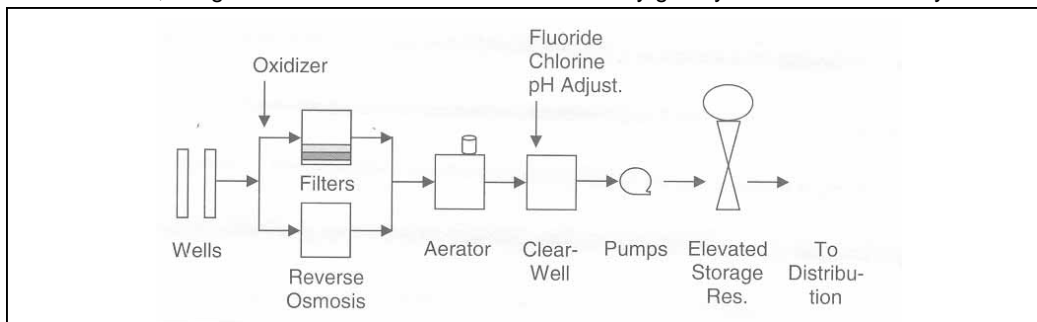 Fluoride
Chlorine
pH Adjust.
Oxidizer
Filters
Wells
Reverse
Osmosis
Aerator
Clear-
Well
Pumps
Elevated
Storage
Res.
To
Distribu-
tion